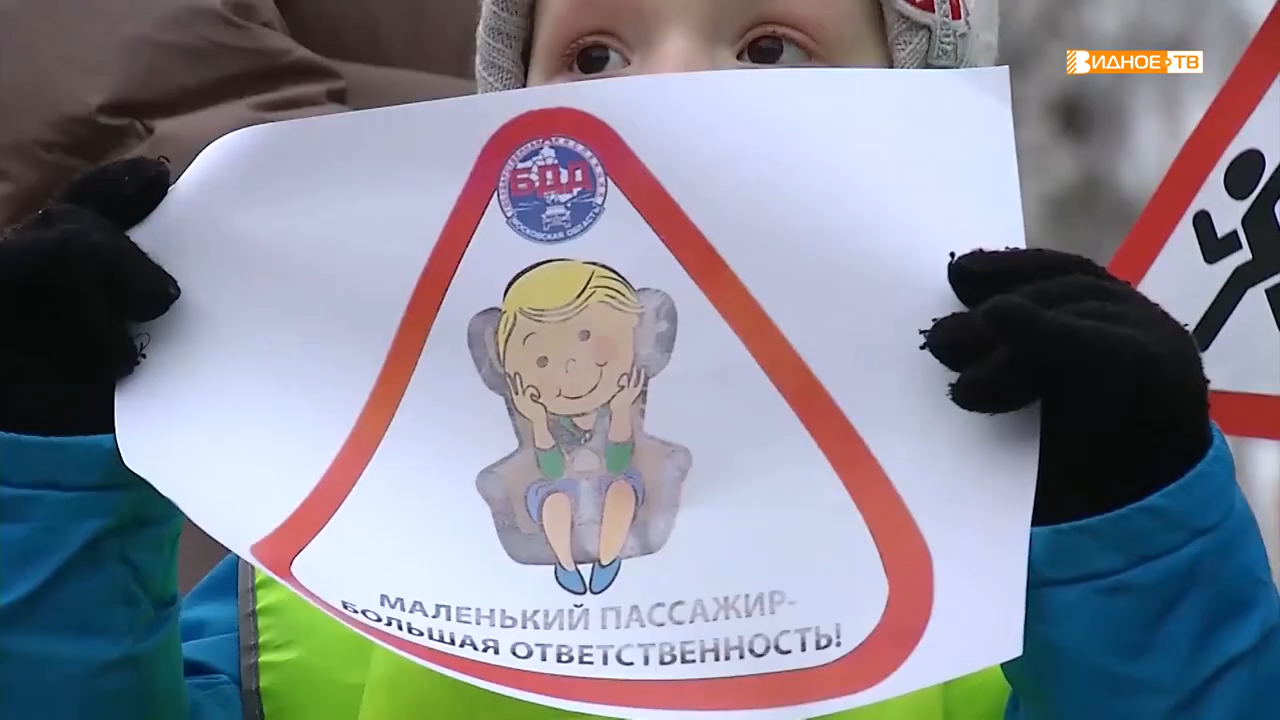 ВИДНОЕ ТВ
БДД
МОСКОВСКАЯ ОБЛАСТЬ
МАЛЕНЬКИЙ ПАССАЖИР-
БОЛЬШАЯ ОТВЕТСТВЕННОСТЬ!